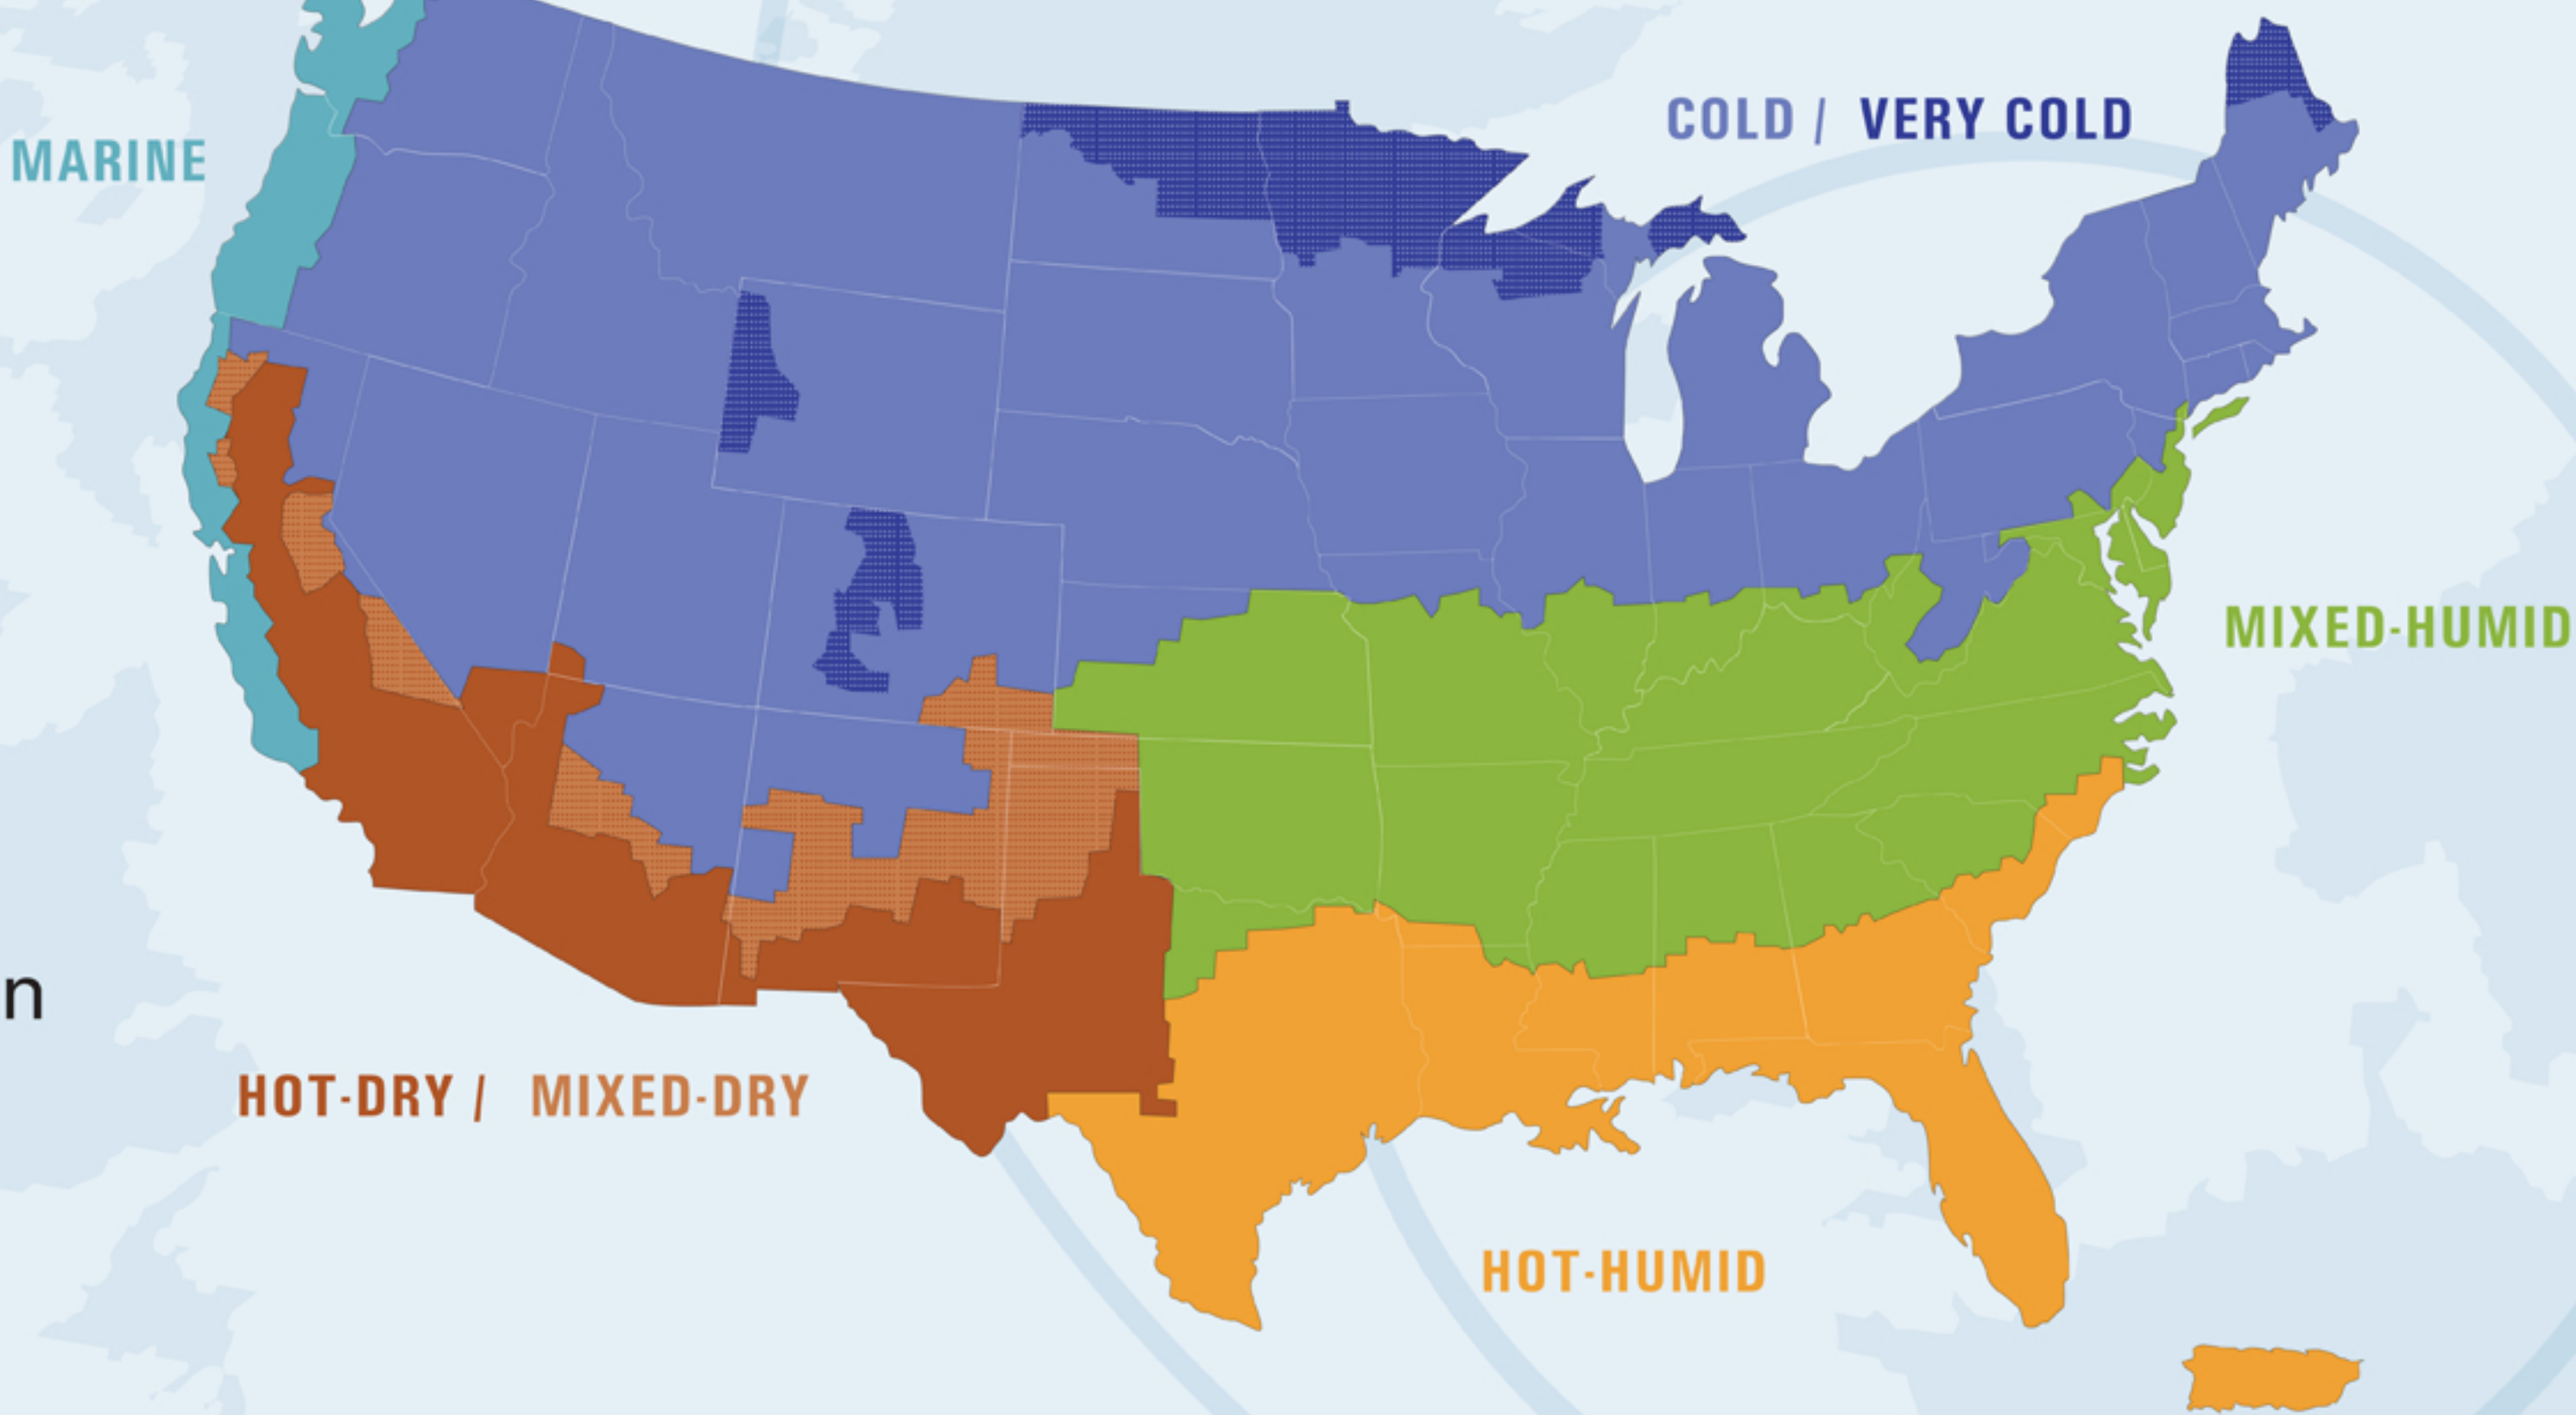 COLD / VERY COLD
MARINE
MIXED-HUMID
n
HOT-DRY / MIXED-DRY
HOT-HUMID